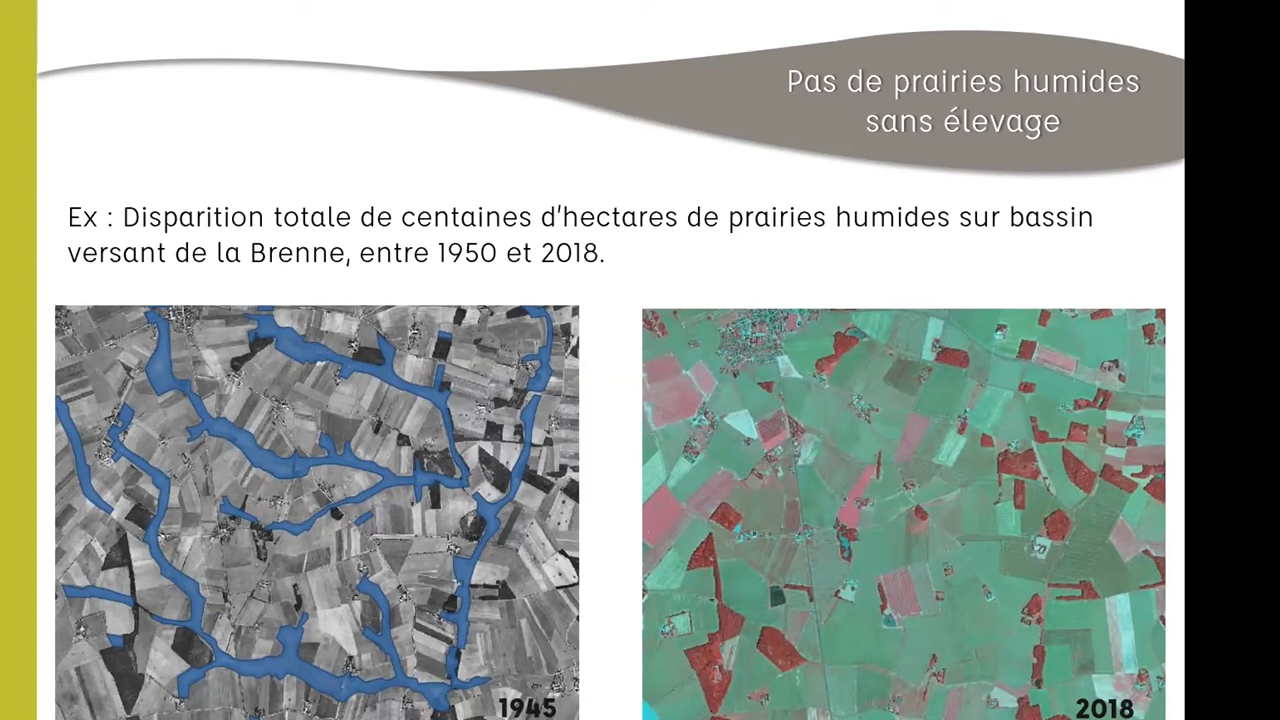 Pas de prairies humides
sans élevage
Ex : Disparition totale de centaines d'hectares de prairies humides sur bassin
versant de la Brenne, entre 1950 et 2018.
1945
2018